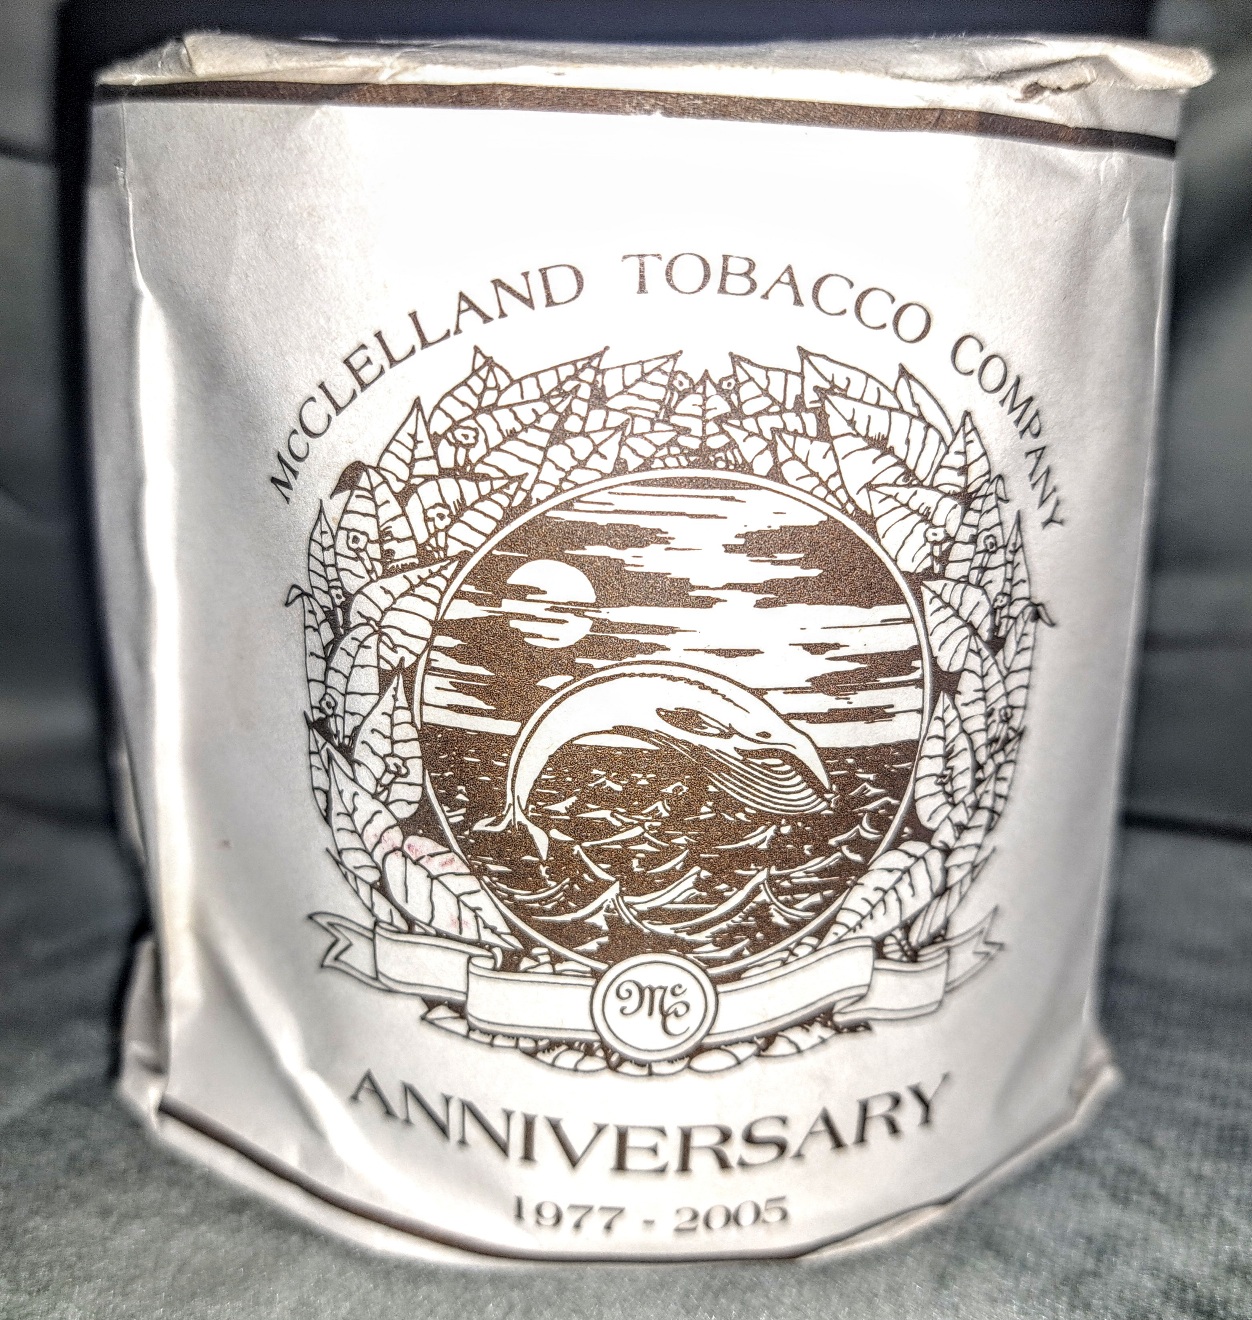 McCLELLAND TOBACCO COMPANY
McC
ANNIVERSARY
1977 - 2005